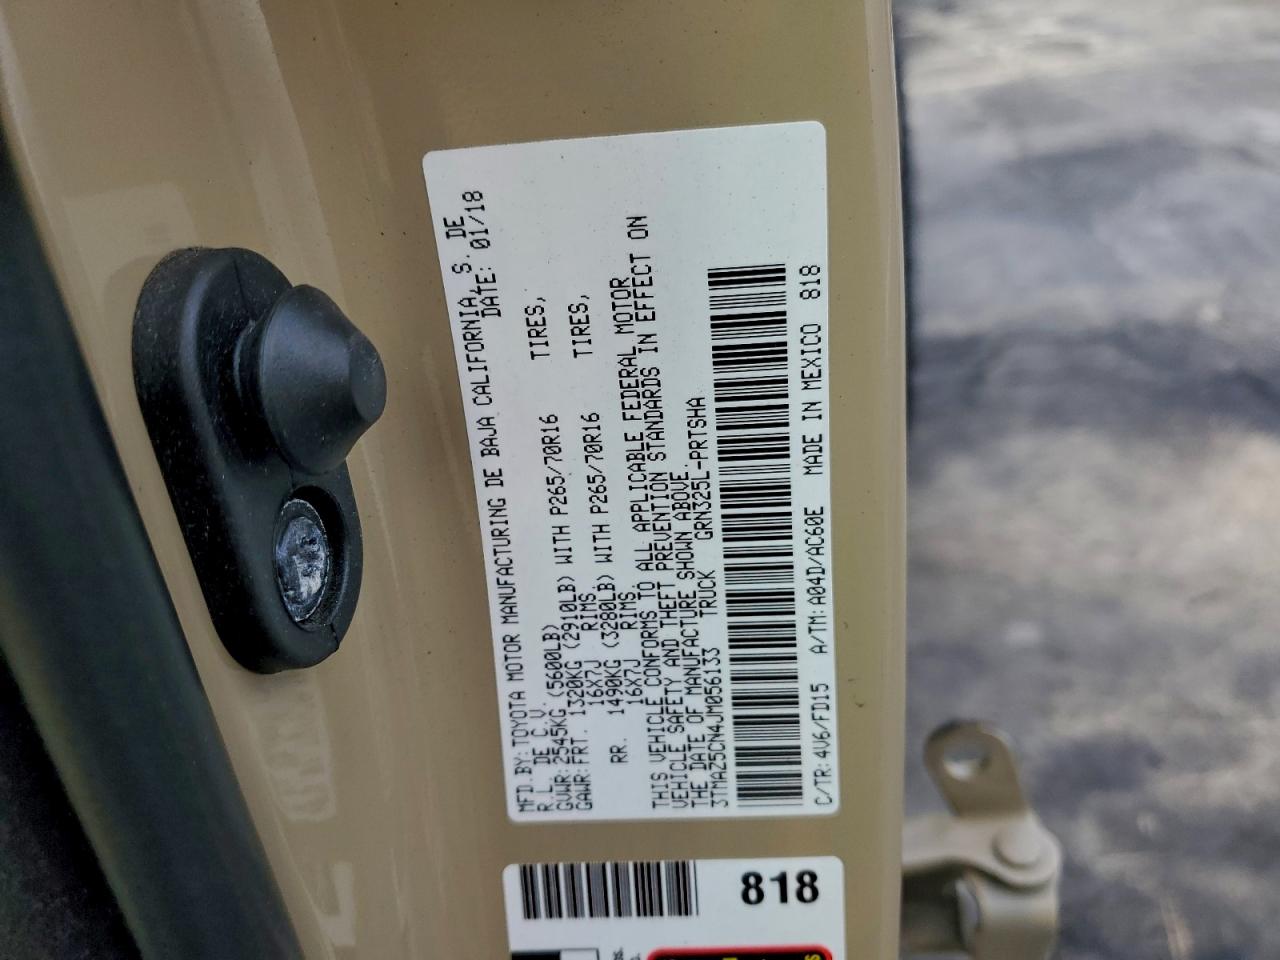 MFD.BY:TOYOTA MOTOR MANUFACTURING DE BAJA CALIFORNIA, S. DE
R.L. DE C.V. DATE: 01/18
GVWR:2545KG (5600LB)
GAWR:FRT. 1320KG (2910LB) WITH P265/70R16 TIRES,
16X7J RIMS.
RR. 1490KG (3280LB) WITH P265/70R16 TIRES,
16X7J RIMS.
THIS VEHICLE CONFORMS TO ALL APPLICABLE FEDERAL MOTOR
VEHICLE SAFETY AND THEFT PREVENTION STANDARDS IN EFFECT ON
THE DATE OF MANUFACTURE SHOWN ABOVE.
3TMAZ5CN4JM056133 TRUCK GRN325L-PRTSHA
C/TR:4V6/FD15 A/TM:A04D/AC60E MADE IN MEXICO 818
818